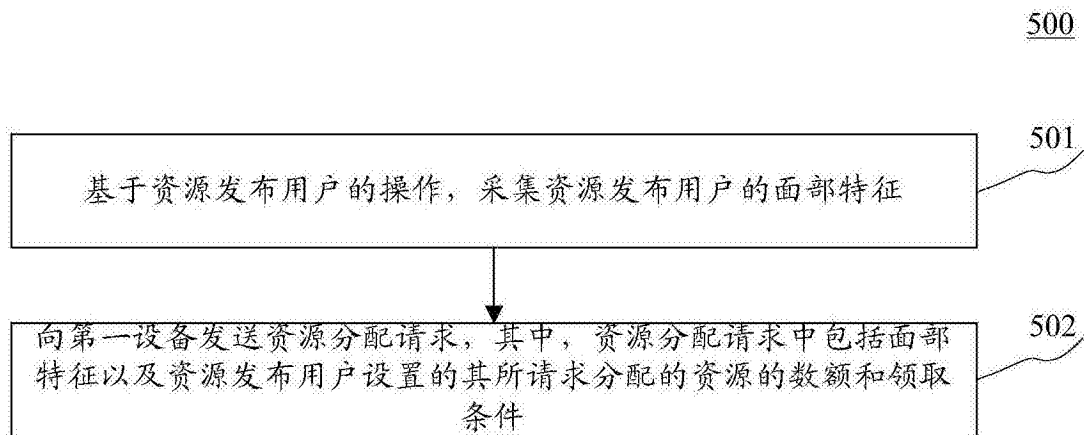 500
501
基于资源发布用户的操作，采集资源发布用户的面部特征
502
向第一设备发送资源分配请求，其中，资源分配请求中包括面部
特征以及资源发布用户设置的其所请求分配的资源的数额和领取
条件